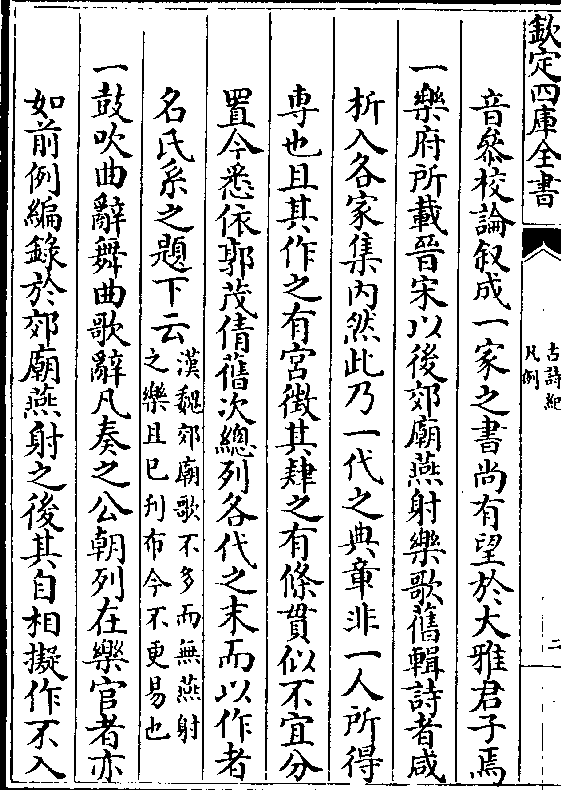 欽定四庫全書
古詩紀
凡例
二
音叅校論叙成一家之書尚有望於大雅君子焉
一樂府所載晉宋以後郊廟燕射樂歌舊輯詩者咸
析入各家集内然此乃一代之典章非一人所得
専也且其作之有宮徴其肄之有條貫似不宜分
置今悉依郭茂倩舊次總列各代之末而以作者
名氏系之題下云漢魏郊廟歌不多而無燕射
之樂且已刋布今不更易也
一鼓吹曲辭舞曲歌辭凡奏之公朝列在樂官者亦
如前例編錄於郊廟燕射之後其自相擬作不入